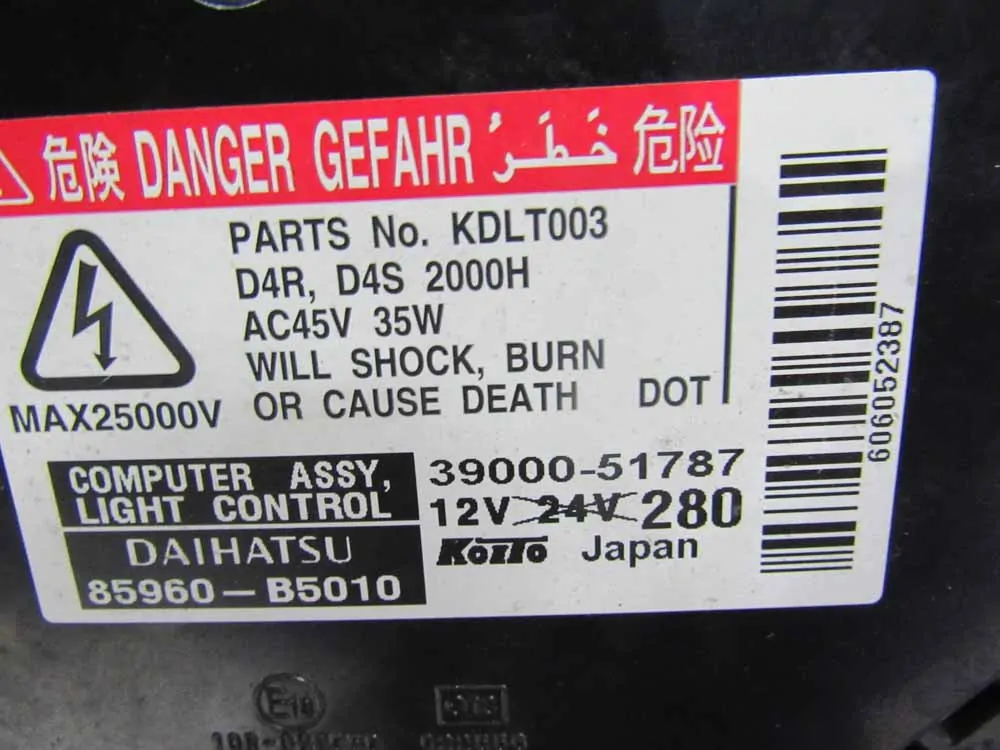 危険 DANGER GEFAHR خَطَرُ 危险
PARTS No. KDLT003
D4R, D4S 2000H
AC45V 35W
WILL SHOCK, BURN
OR CAUSE DEATH DOT
MAX25000V
COMPUTER ASSY,
LIGHT CONTROL
DAIHATSU
85960-B5010
39000-51787
12V 24V 280
KOITO Japan
606052387